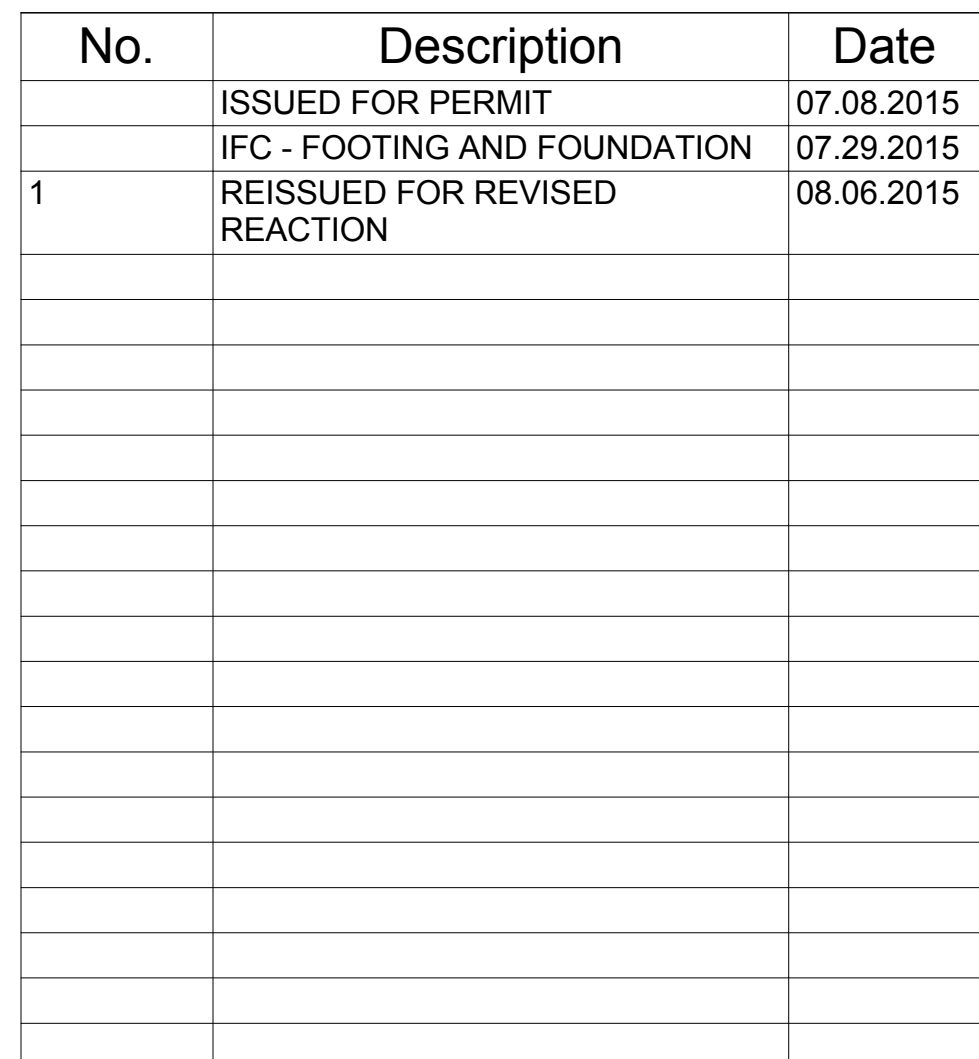 No. Description Date
ISSUED FOR PERMIT 07.08.2015
IFC - FOOTING AND FOUNDATION 07.29.2015
1 REISSUED FOR REVISED 08.06.2015
REACTION